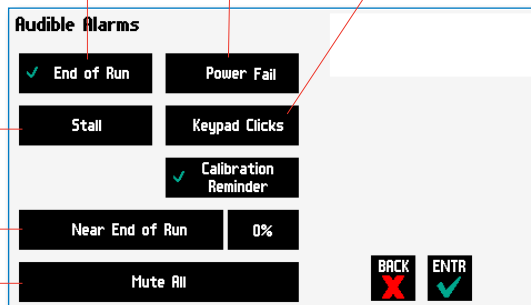 Audible Alarms
End of Run
Power Fail
Stall
Keypad Clicks
Calibration
Reminder
Near End of Run
0%
Mute All
BACK
ENTR